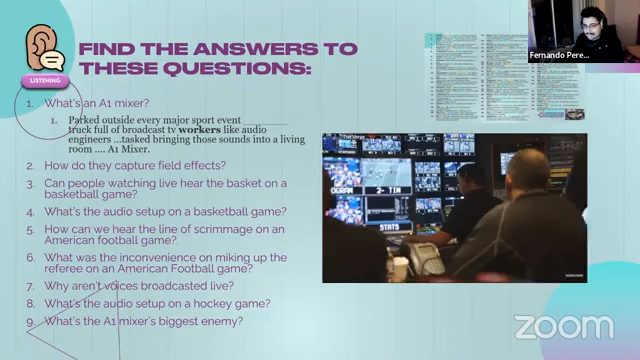 FIND THE ANSWERS TO
THESE QUESTIONS:
LISTENING
1. What's an A1 mixer?
1. Parked outside every major sport event
truck full of broadcast tv workers like audio
engineers ...tasked bringing those sounds into a living
room .... A1 Mixer.
2. How do they capture field effects?
3. Can people watching live hear the basket on a
basketball game?
4. What's the audio setup on a basketball game?
5. How can we hear the line of scrimmage on an
American football game?.
6. What was the inconvenience on miking up the
referee on an American Football game?
7. Why aren't voices broadcasted live?
8. What's the audio setup on a hockey game?
9. What's the A1 mixer's biggest enemy?
Fernando Pere...
2- TIM
STATS
zoom